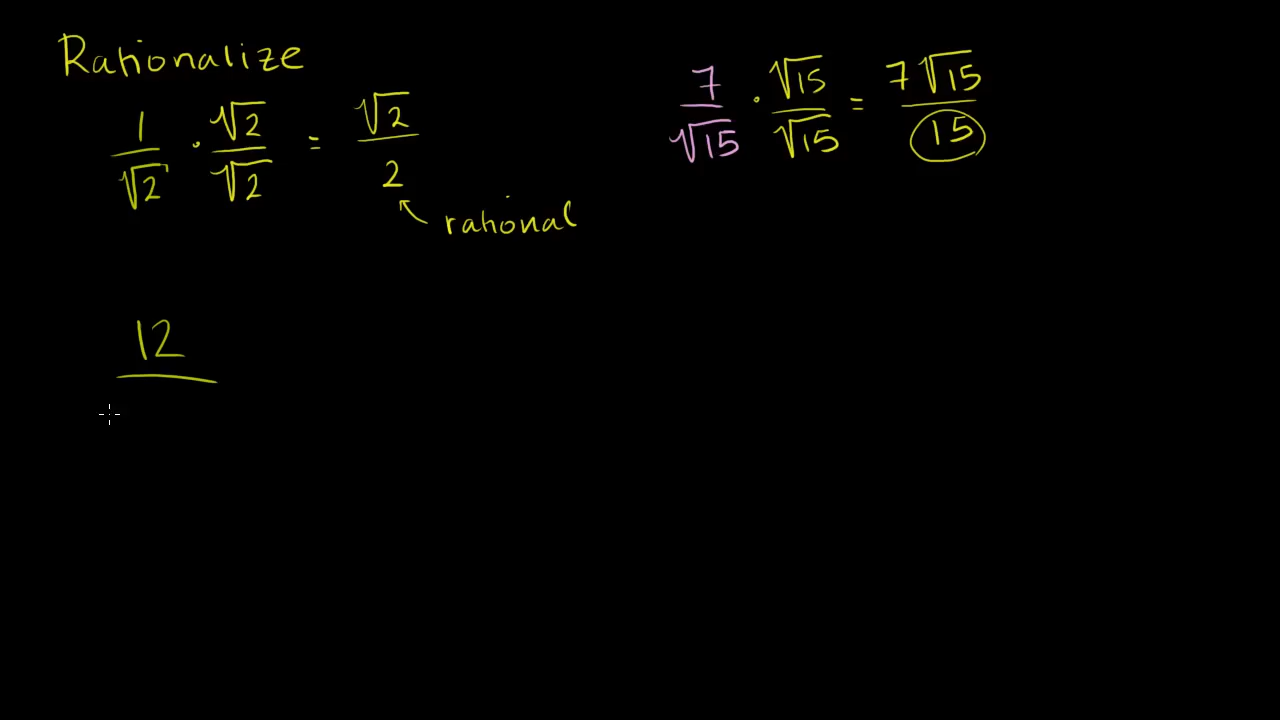 Rationalize
1/√2 · √2/√2 = √2/2
rational
7/√15 · √15/√15 = 7√15/15
12